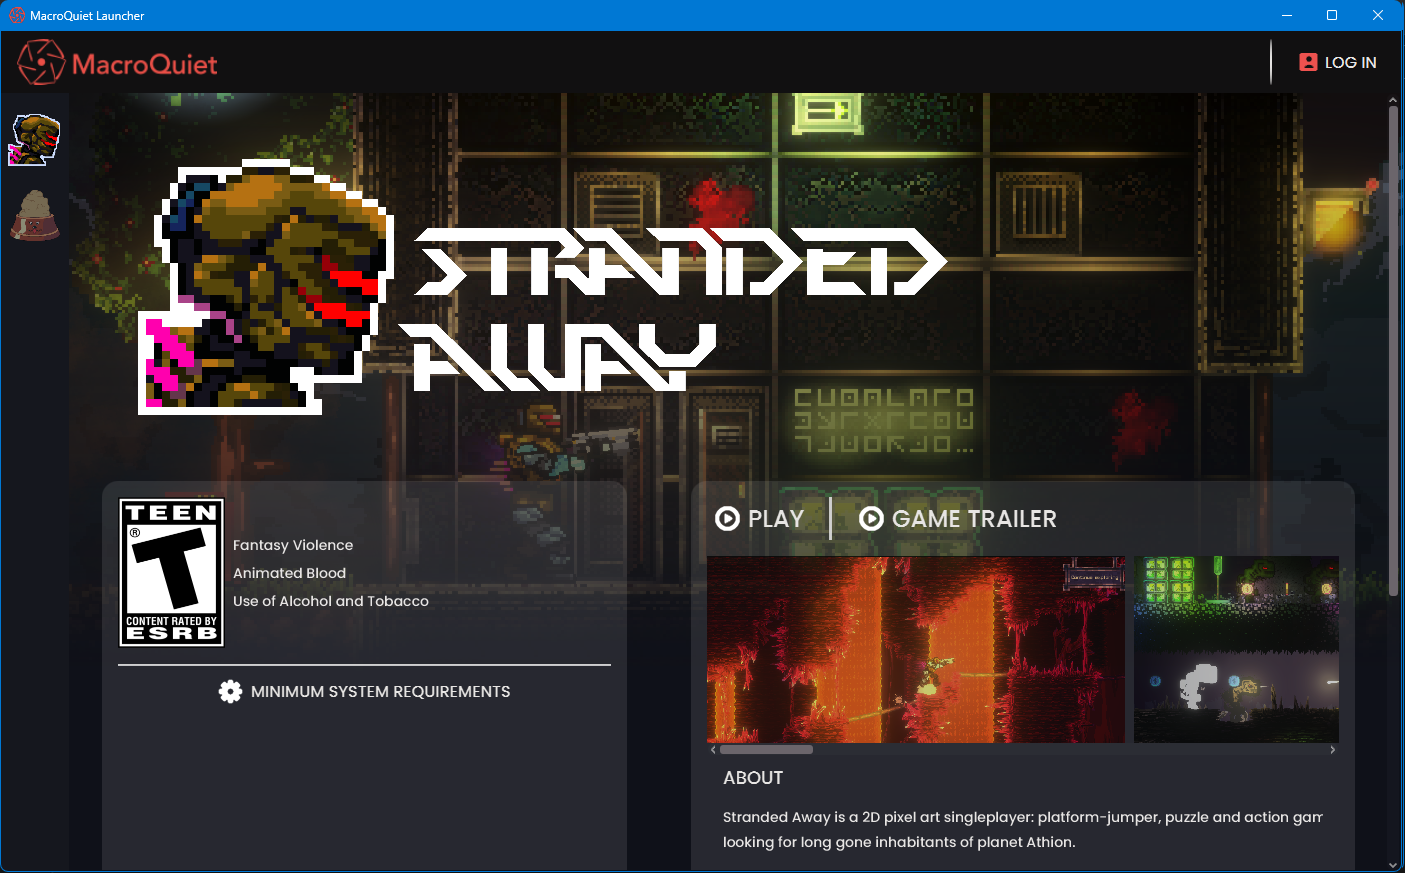 MacroQuiet Launcher
MacroQuiet
LOG IN
STRANDED
AWAY
TEEN
T
®
CONTENT RATED BY
ESRB
Fantasy Violence
Animated Blood
Use of Alcohol and Tobacco
MINIMUM SYSTEM REQUIREMENTS
PLAY
GAME TRAILER
Continue exploring
ABOUT
Stranded Away is a 2D pixel art singleplayer: platform-jumper, puzzle and action gam
looking for long gone inhabitants of planet Athion.